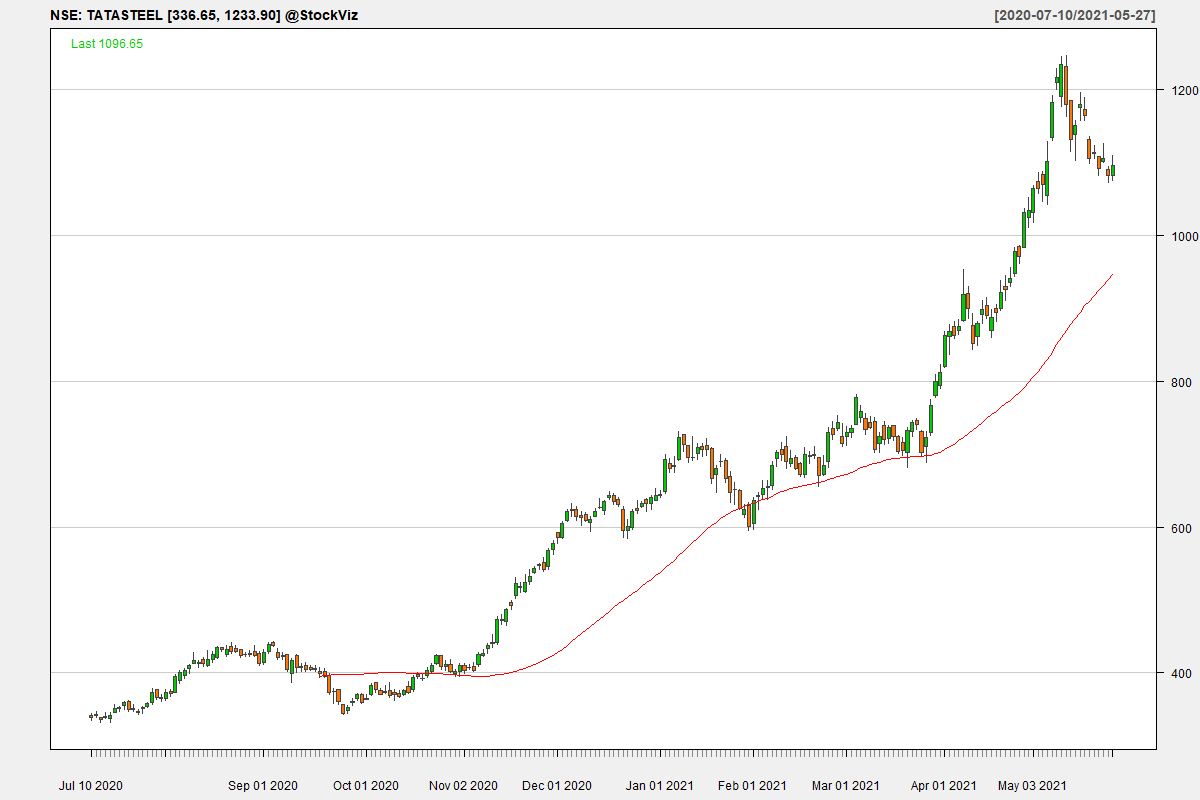 NSE: TATASTEEL [336.65, 1233.90] @StockViz [2020-07-10/2021-05-27]
Last 1096.65
1200
1000
800
600
400
Jul 10 2020 Sep 01 2020 Oct 01 2020 Nov 02 2020 Dec 01 2020 Jan 01 2021 Feb 01 2021 Mar 01 2021 Apr 01 2021 May 03 2021